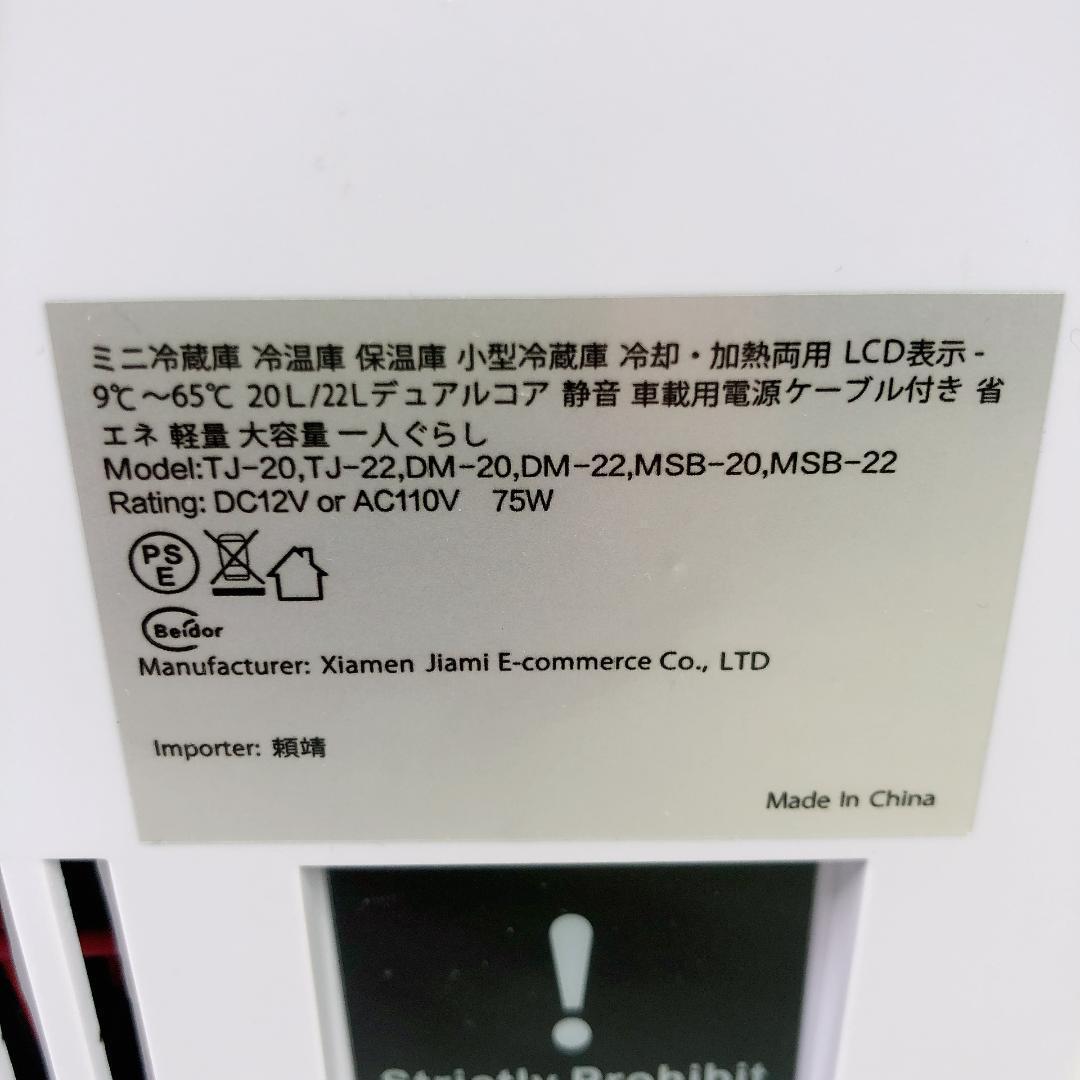 ミニ冷蔵庫 冷温庫 保温庫 小型冷蔵庫 冷却・加熱両用 LCD表示 -
9℃～65℃ 20L/22Lデュアルコア 静音 車載用電源ケーブル付き 省
エネ 軽量 大容量 一人ぐらし
Model:TJ-20,TJ-22,DM-20,DM-22,MSB-20,MSB-22
Rating: DC12V or AC110V 75W
PS
E
Beidor
Manufacturer: Xiamen Jiami E-commerce Co., LTD
Importer: 頼靖
Made In China
!
Strictly Prohibit